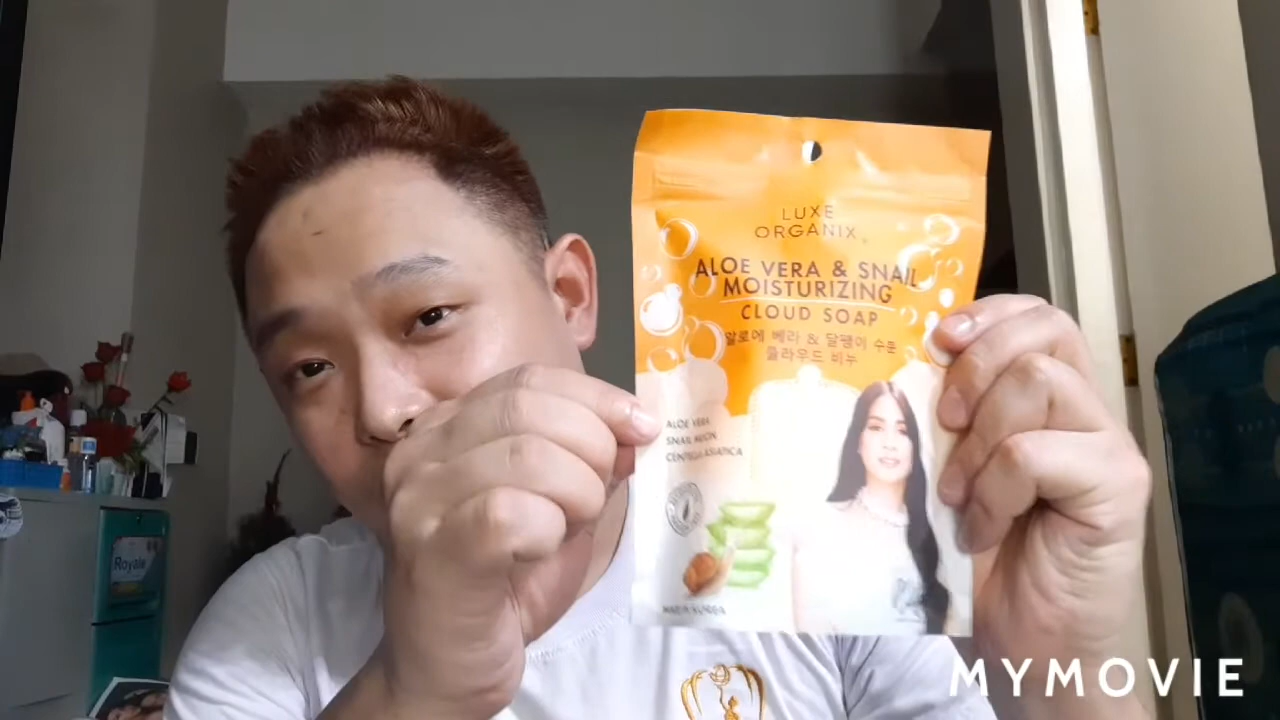 LUXE
ORGANIX
ALOE VERA & SNAIL
MOISTURIZING
CLOUD SOAP
알로에 베라 & 달팽이 수분
클라우드 비누
ALOE VERA
SNAIL
CENTELLA ASIATICA
MADE IN KOREA
Royale
MYMOVIE